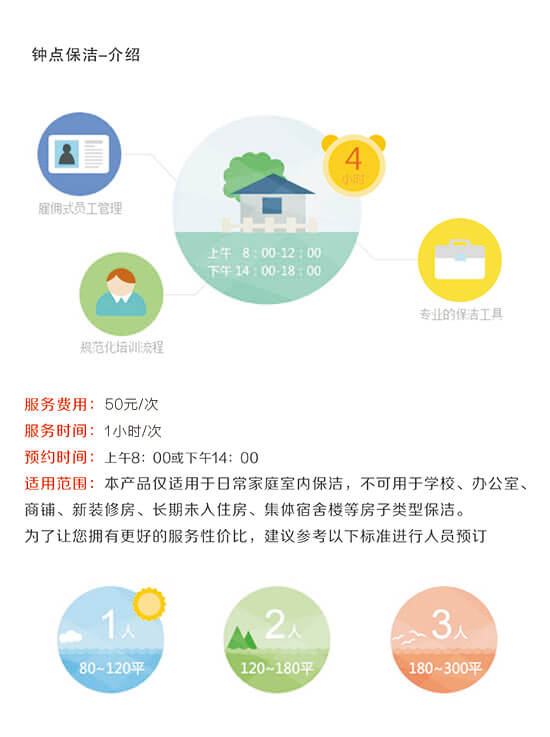 钟点保洁-介绍
4
小时
雇佣式员工管理
上午 8：00-12：00
下午 14：00-18：00
专业的保洁工具
规范化培训流程
服务费用：50元/次
服务时间：1小时/次
预约时间：上午8：00或下午14：00
适用范围：本产品仅适用于日常家庭室内保洁，不可用于学校、办公室、
商铺、新装修房、长期未入住房、集体宿舍楼等房子类型保洁。
为了让您拥有更好的服务性价比，建议参考以下标准进行人员预订
1人
80~120平
2人
120~180平
3人
180~300平